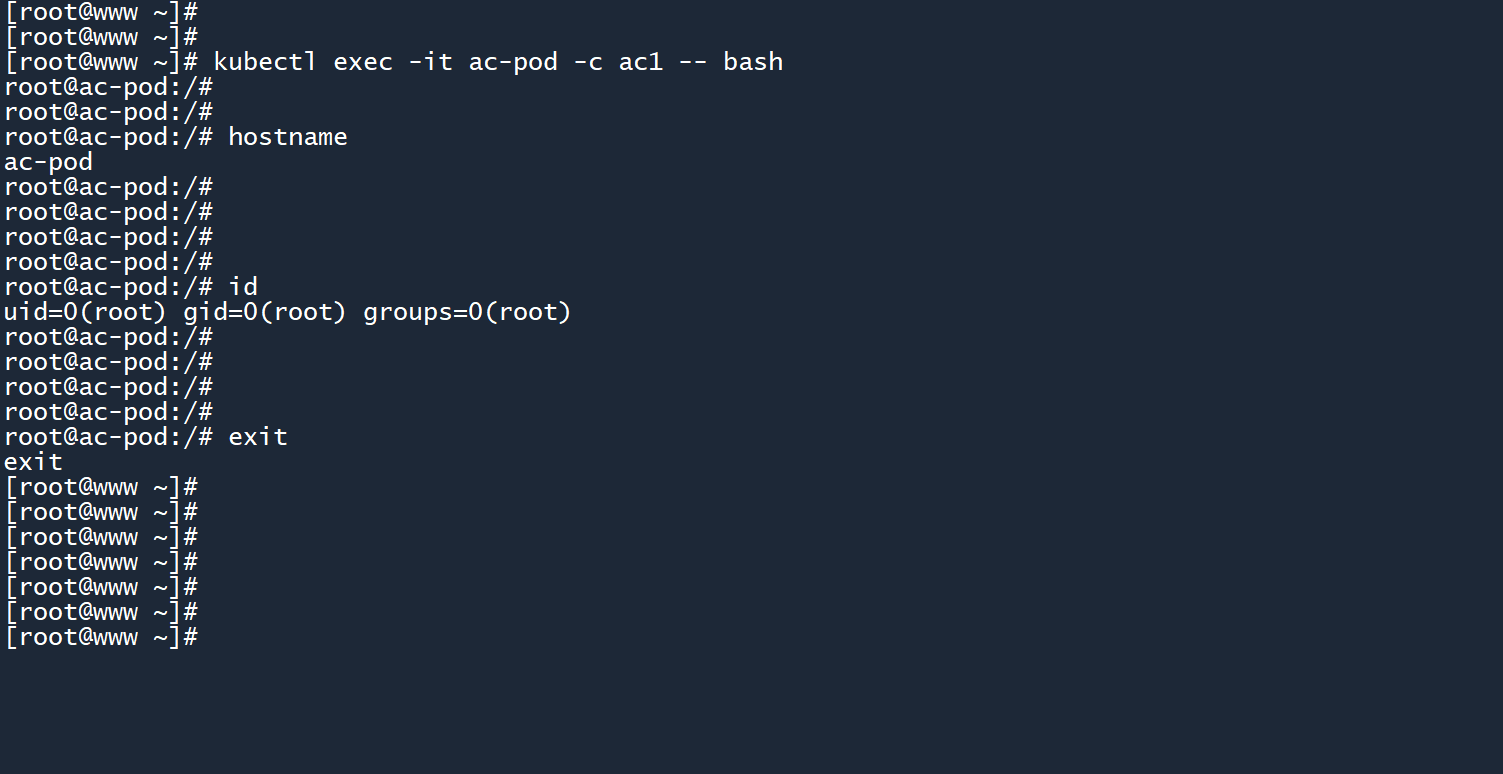 [root@www ~]#
[root@www ~]#
[root@www ~]# kubectl exec -it ac-pod -c ac1 -- bash
root@ac-pod:/#
root@ac-pod:/#
root@ac-pod:/# hostname
ac-pod
root@ac-pod:/#
root@ac-pod:/#
root@ac-pod:/#
root@ac-pod:/#
root@ac-pod:/# id
uid=0(root) gid=0(root) groups=0(root)
root@ac-pod:/#
root@ac-pod:/#
root@ac-pod:/#
root@ac-pod:/#
root@ac-pod:/# exit
exit
[root@www ~]#
[root@www ~]#
[root@www ~]#
[root@www ~]#
[root@www ~]#
[root@www ~]#
[root@www ~]#